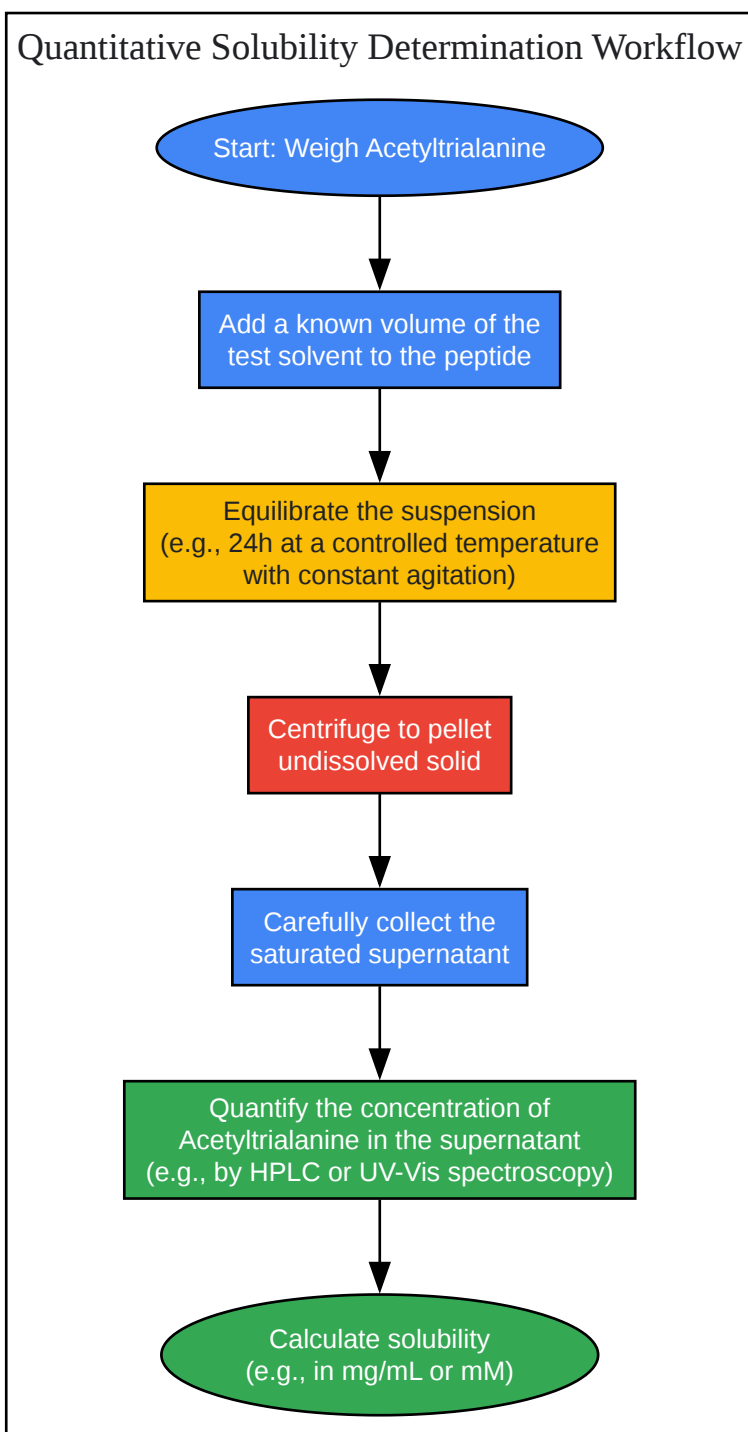 Quantitative Solubility Determination Workflow
Start: Weigh Acetyltrialanine
Add a known volume of the
test solvent to the peptide
Equilibrate the suspension
(e.g., 24h at a controlled temperature
with constant agitation)
Centrifuge to pellet
undissolved solid
Carefully collect the
saturated supernatant
Quantify the concentration of
Acetyltrialanine in the supernatant
(e.g., by HPLC or UV-Vis spectroscopy)
Calculate solubility
(e.g., in mg/mL or mM)